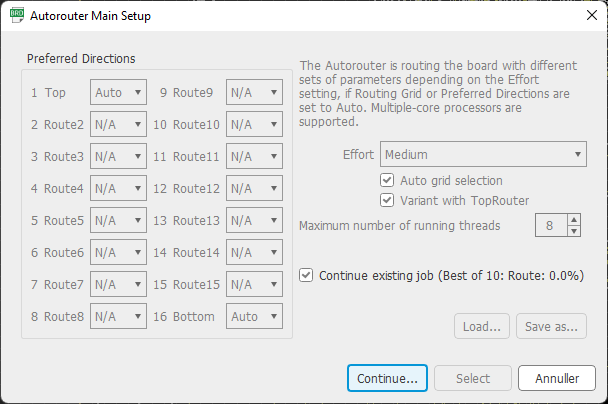 BRD Autorouter Main Setup
Preferred Directions
1 Top Auto 9 Route9 N/A
2 Route2 N/A 10 Route10 N/A
3 Route3 N/A 11 Route11 N/A
4 Route4 N/A 12 Route12 N/A
5 Route5 N/A 13 Route13 N/A
6 Route6 N/A 14 Route14 N/A
7 Route7 N/A 15 Route15 N/A
8 Route8 N/A 16 Bottom Auto
The Autorouter is routing the board with different
sets of parameters depending on the Effort
setting, if Routing Grid or Preferred Directions are
set to Auto. Multiple-core processors are
supported.
Effort Medium
Auto grid selection
Variant with TopRouter
Maximum number of running threads 8
Continue existing job (Best of 10: Route: 0.0%)
Load... Save as...
Continue... Select Annuller